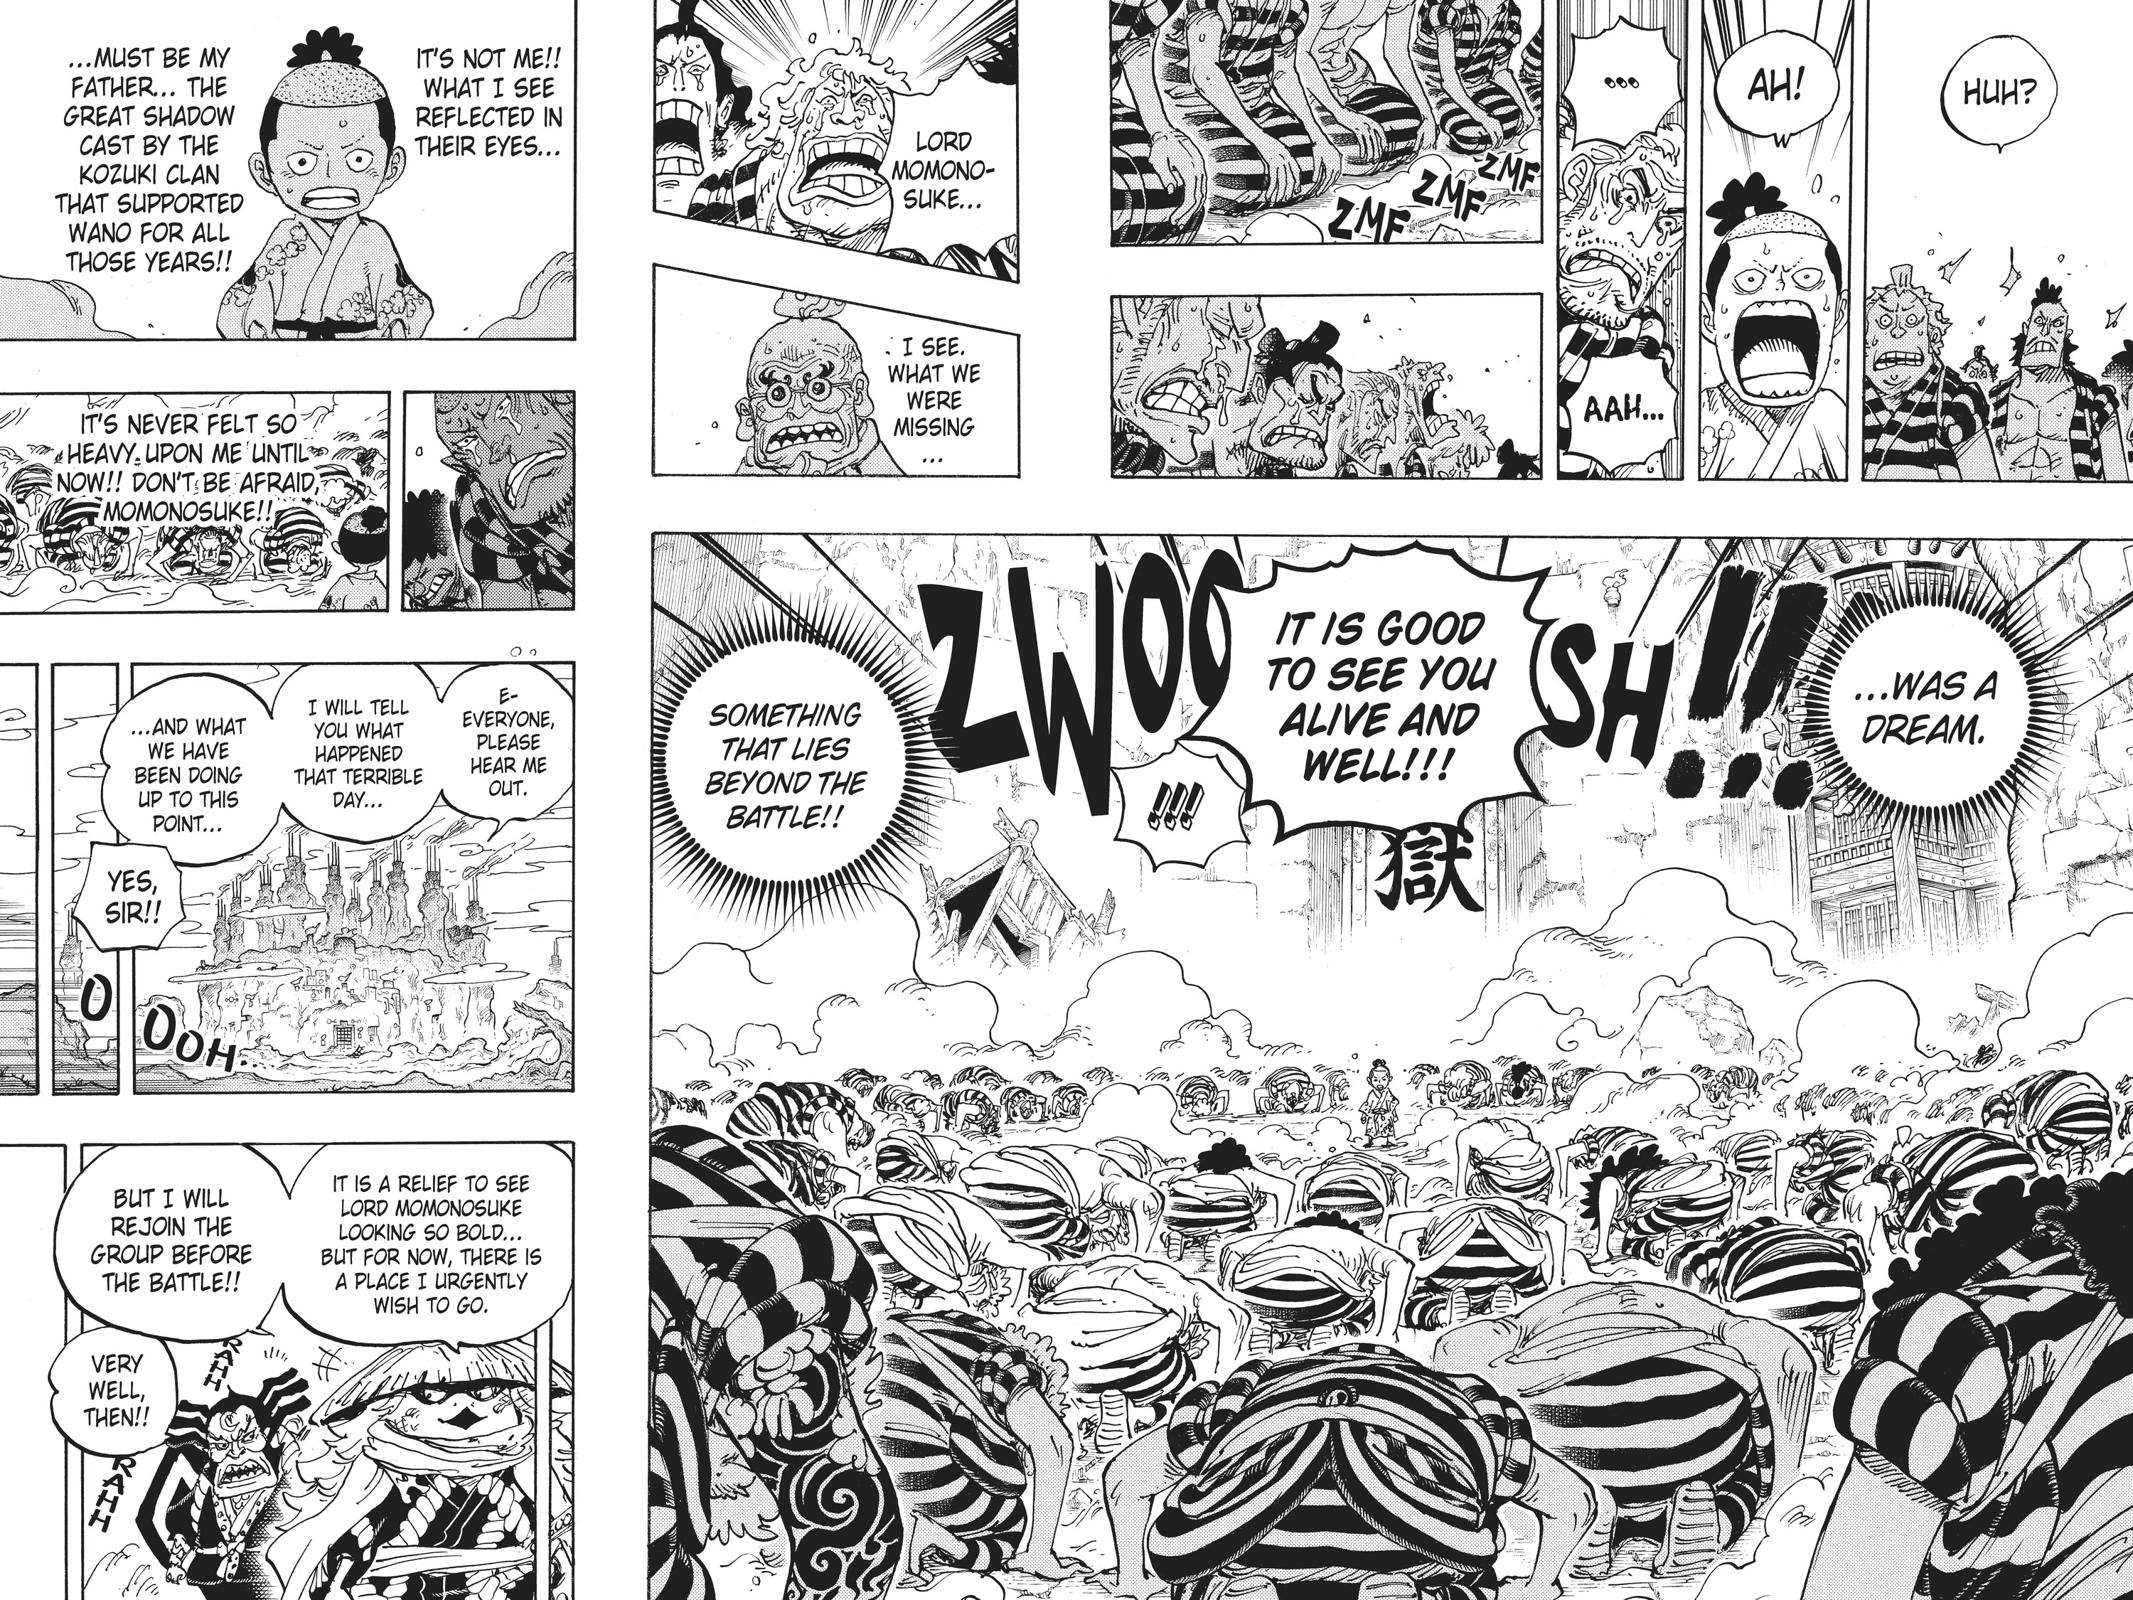 HUH?
AH!
...
AAH...
ZMF
ZMF
ZMF
LORD
MOMONO-
SUKE...
I SEE.
WHAT WE
WERE
MISSING
...
...WAS A
DREAM.
IT IS GOOD
TO SEE YOU
ALIVE AND
WELL!!!
ZWOO
SH!!...
!!!
獄
SOMETHING
THAT LIES
BEYOND THE
BATTLE!!
IT'S NOT ME!!
WHAT I SEE
REFLECTED IN
THEIR EYES...
...MUST BE MY
FATHER... THE
GREAT SHADOW
CAST BY THE
KOZUKI CLAN
THAT SUPPORTED
WANO FOR ALL
THOSE YEARS!!
IT'S NEVER FELT SO
HEAVY UPON ME UNTIL
NOW!! DON'T BE AFRAID,
MOMONOSUKE!!
E-
EVERYONE,
PLEASE
HEAR ME
OUT.
I WILL TELL
YOU WHAT
HAPPENED
THAT TERRIBLE
DAY...
...AND WHAT
WE HAVE
BEEN DOING
UP TO THIS
POINT...
YES,
SIR!!
O
OOH...
IT IS A RELIEF TO SEE
LORD MOMONOSUKE
LOOKING SO BOLD...
BUT FOR NOW, THERE IS
A PLACE I URGENTLY
WISH TO GO.
BUT I WILL
REJOIN THE
GROUP BEFORE
THE BATTLE!!
VERY
WELL,
THEN!!
RAHH
RAHH